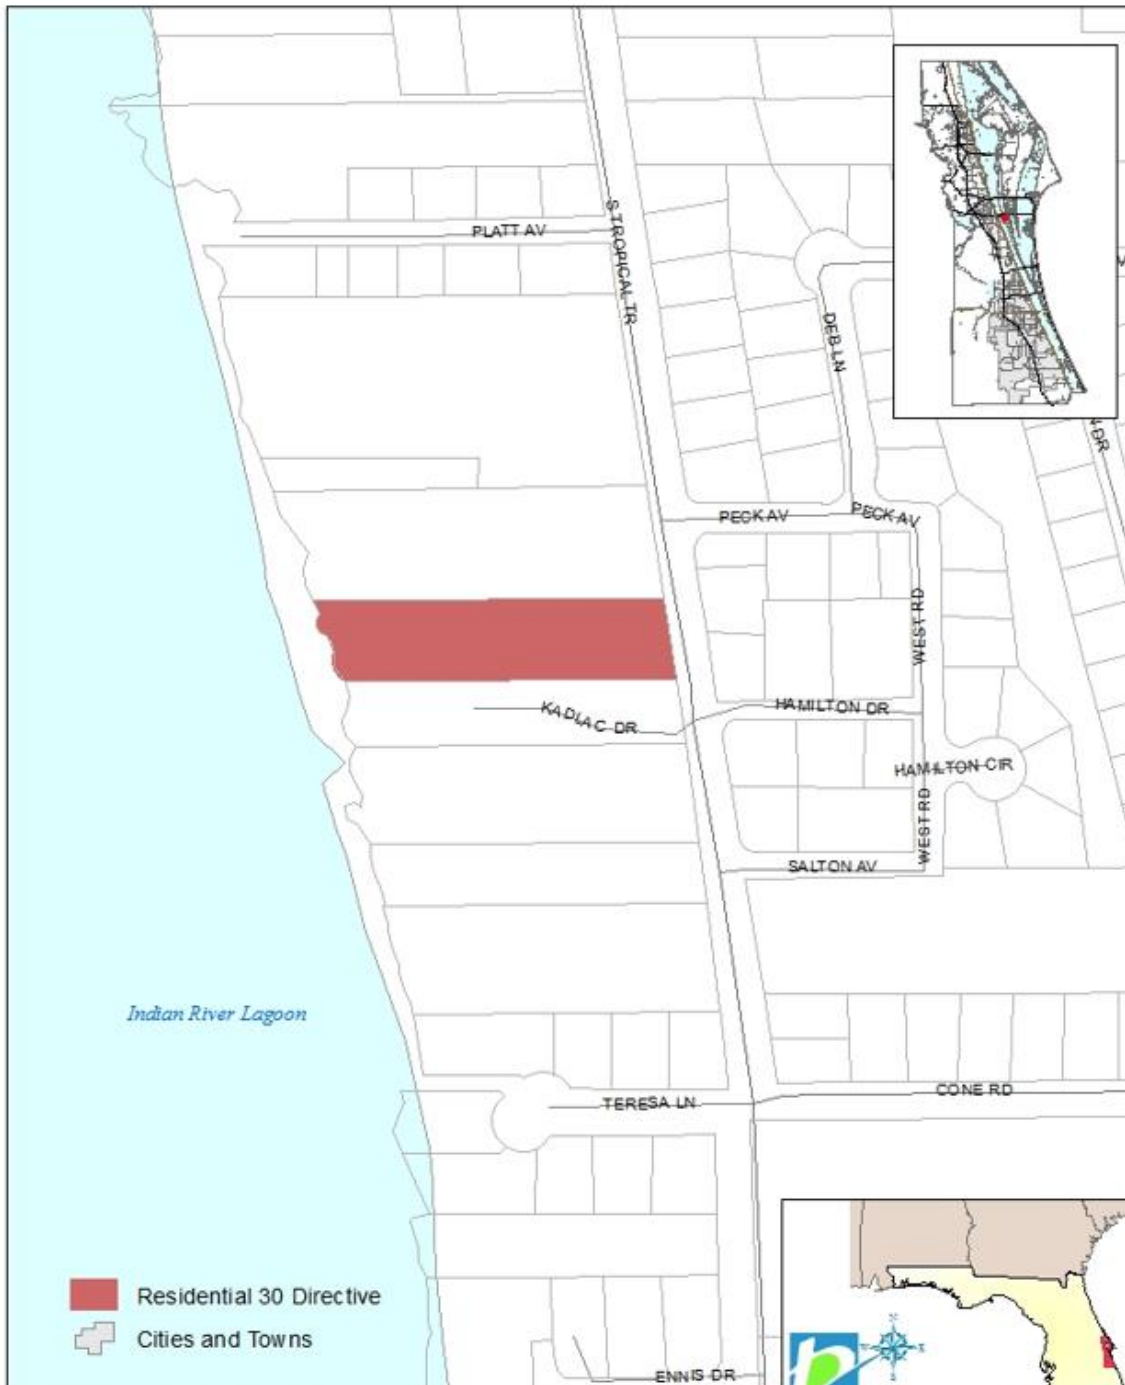 PLATT AV
S TROPICAL TR
DEB LN
PECK AV
PECK AV
WEST RD
KADLAC DR
HAMILTON DR
HAMILTON CIR
WEST RD
SALTON AV
Indian River Lagoon
TERESA LN
CONE RD
Residential 30 Directive
Cities and Towns
ENNIS DR